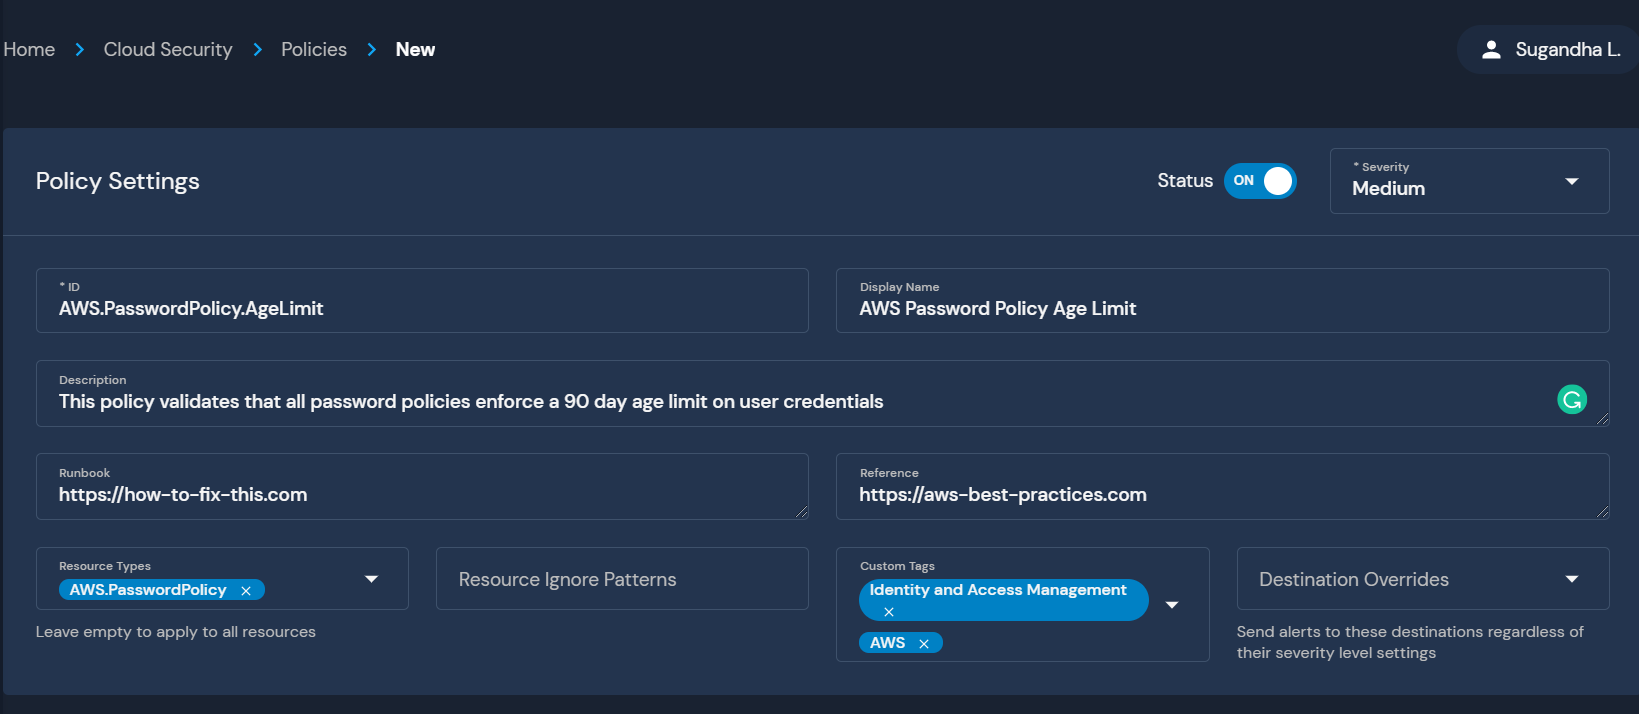 Home > Cloud Security > Policies > New
Sugandha L.
Policy Settings
Status ON
* Severity
Medium
* ID
AWS.PasswordPolicy.AgeLimit
Display Name
AWS Password Policy Age Limit
Description
This policy validates that all password policies enforce a 90 day age limit on user credentials
Runbook
https://how-to-fix-this.com
Reference
https://aws-best-practices.com
Resource Types
AWS.PasswordPolicy ×
Leave empty to apply to all resources
Resource Ignore Patterns
Custom Tags
Identity and Access Management
×
AWS ×
Destination Overrides
Send alerts to these destinations regardless of
their severity level settings